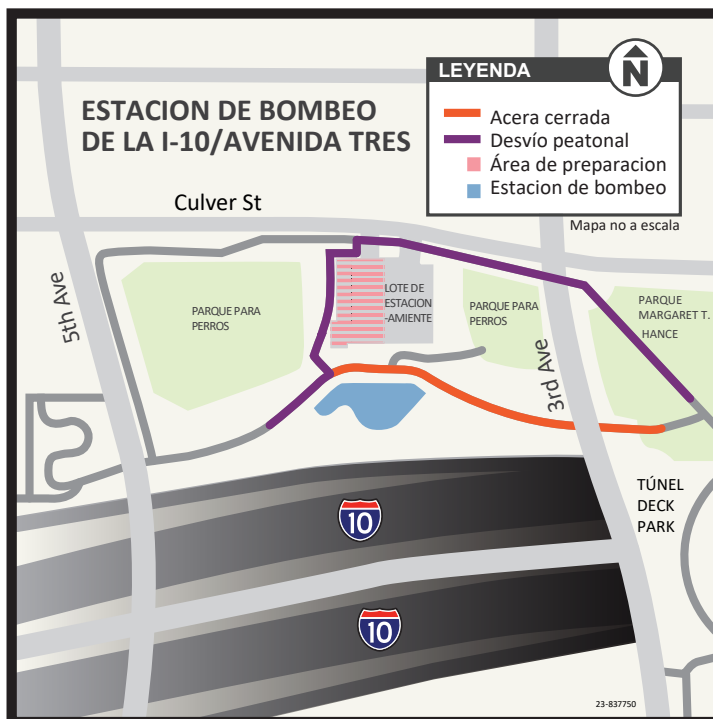 ESTACION DE BOMBEO
DE LA I-10/AVENIDA TRES
LEYENDA
N
Acera cerrada
Desvío peatonal
Área de preparacion
Estacion de bombeo
Mapa no a escala
Culver St
5th Ave
3rd Ave
PARQUE PARA
PERROS
LOTE DE
ESTACION
-AMIENTE
PARQUE PARA
PERROS
PARQUE
MARGARET T.
HANCE
TÚNEL
DECK
PARK
10
10
23-837750